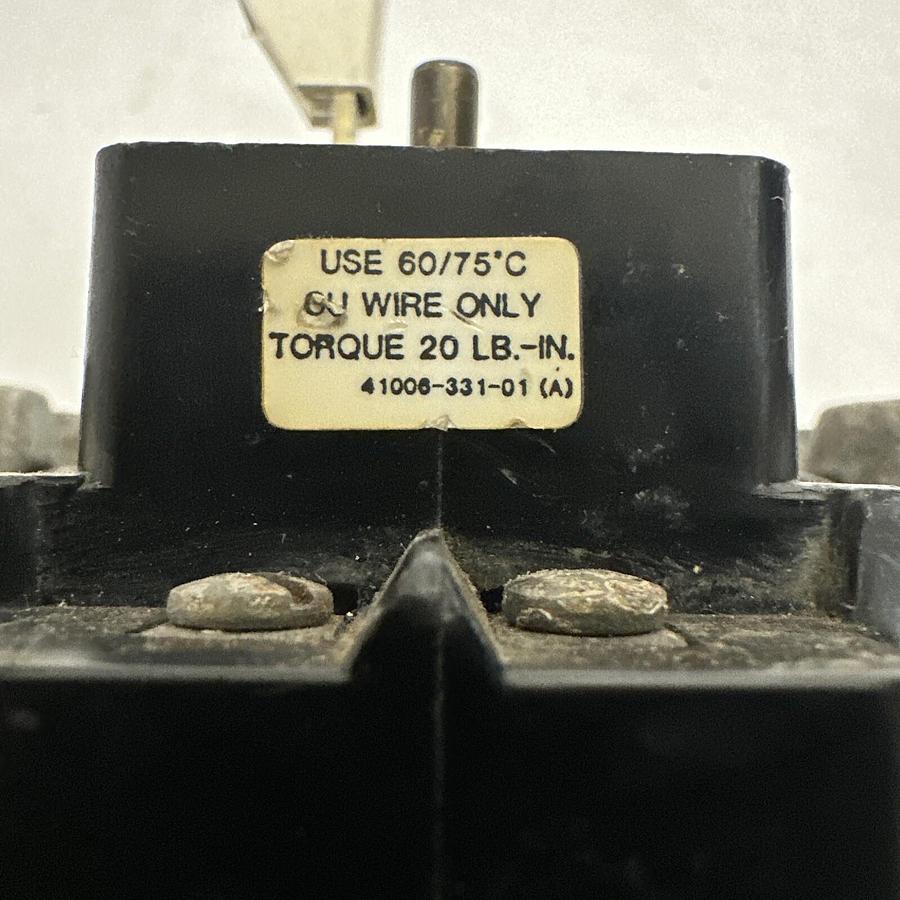 USE 60/75°C
CU WIRE ONLY
TORQUE 20 LB.-IN.
41006-331-01 (A)